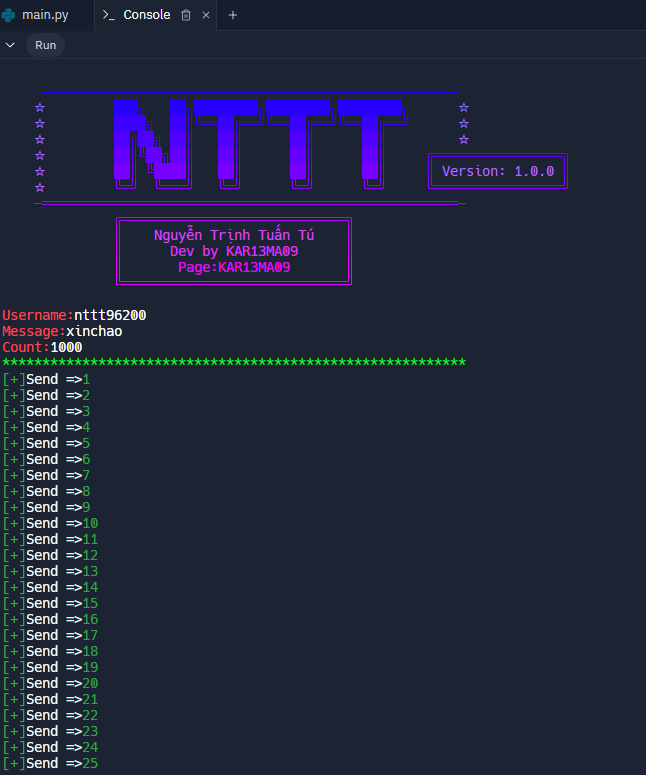 main.py
Console
Run
NTTT
Version: 1.0.0
Nguyễn Trịnh Tuấn Tú
Dev by KAR13MA09
Page:KAR13MA09
Username:nttt96200
Message:xinchao
Count:1000
**********************************************************
[+]Send =>1
[+]Send =>2
[+]Send =>3
[+]Send =>4
[+]Send =>5
[+]Send =>6
[+]Send =>7
[+]Send =>8
[+]Send =>9
[+]Send =>10
[+]Send =>11
[+]Send =>12
[+]Send =>13
[+]Send =>14
[+]Send =>15
[+]Send =>16
[+]Send =>17
[+]Send =>18
[+]Send =>19
[+]Send =>20
[+]Send =>21
[+]Send =>22
[+]Send =>23
[+]Send =>24
[+]Send =>25